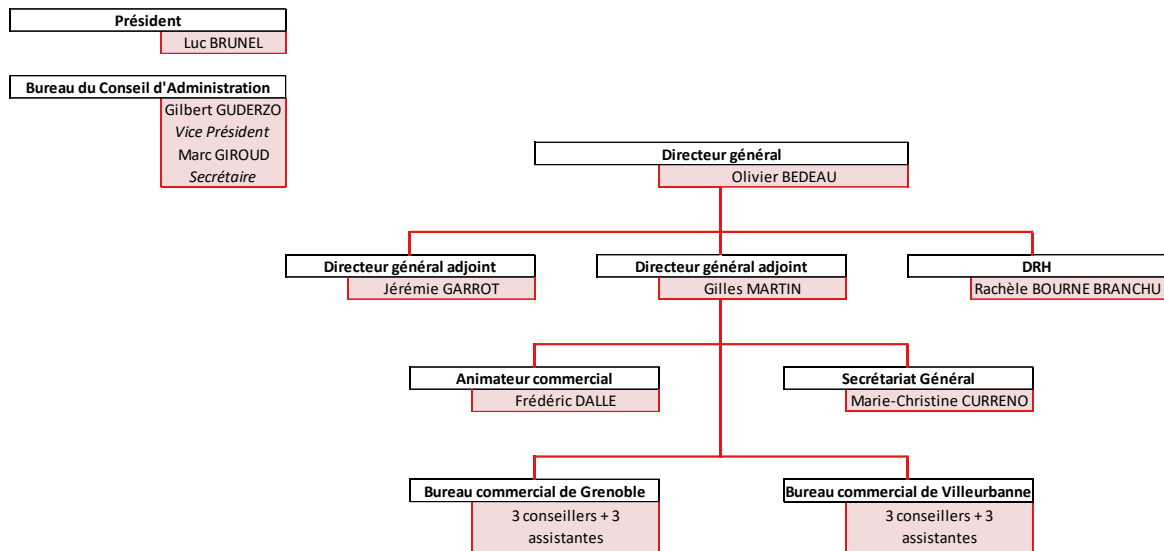 Président
Luc BRUNEL
Bureau du Conseil d'Administration
Gilbert GUDERZO
Vice Président
Marc GIROUD
Secrétaire
Directeur général
Olivier BEDEAU
Directeur général adjoint
Jérémie GARROT
Directeur général adjoint
Gilles MARTIN
DRH
Rachèle BOURNE BRANCHU
Animateur commercial
Frédéric DALLE
Secrétariat Général
Marie-Christine CURRENO
Bureau commercial de Grenoble
3 conseillers + 3
assistantes
Bureau commercial de Villeurbanne
3 conseillers + 3
assistantes